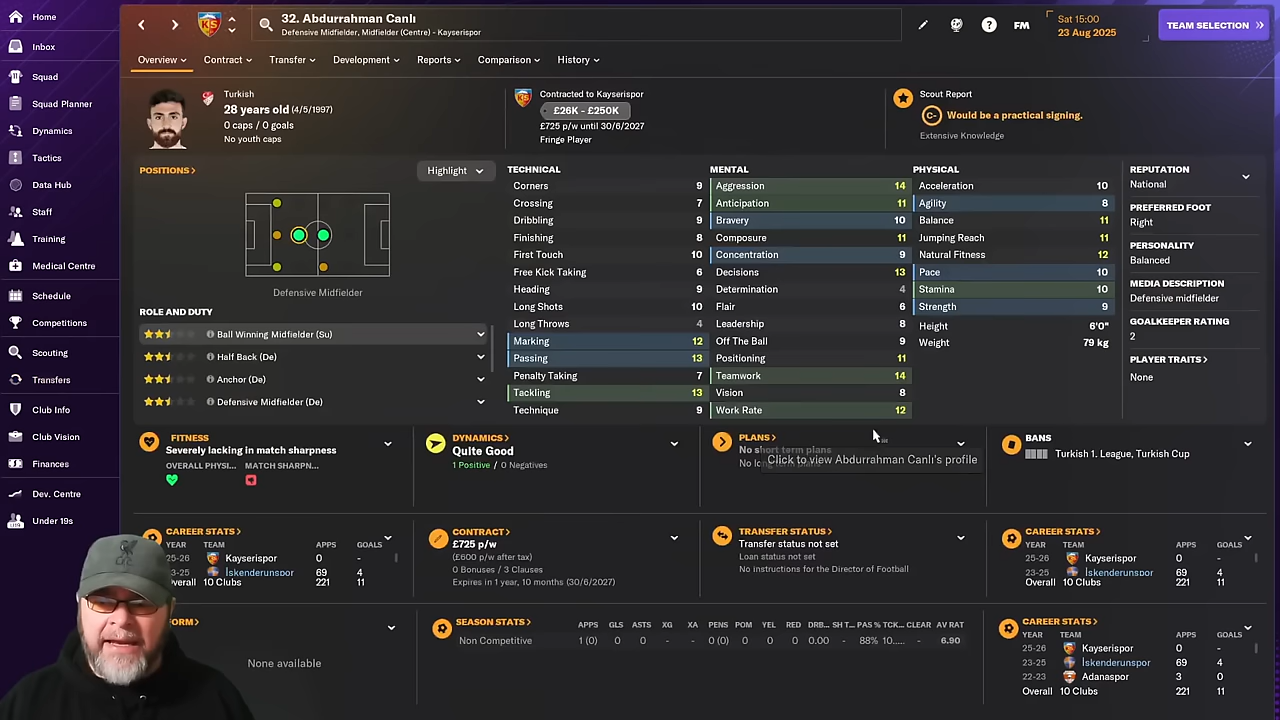 Home
Inbox
Squad
Squad Planner
Dynamics
Tactics
Data Hub
Staff
Training
Medical Centre
Schedule
Competitions
Scouting
Transfers
Club Info
Club Vision
Finances
Dev. Centre
Under 19s
32. Abdurrahman Canlı
Defensive Midfielder, Midfielder (Centre) - Kayserispor
FM
Sat 15:00
23 Aug 2025
TEAM SELECTION
Overview Contract Transfer Development Reports Comparison History
Turkish
28 years old (4/5/1997)
0 caps / 0 goals
No youth caps
Contracted to Kayserispor
£26K - £250K
£725 p/w until 30/6/2027
Fringe Player
Scout Report
C- Would be a practical signing.
Extensive Knowledge
POSITIONS
Highlight
Defensive Midfielder
ROLE AND DUTY
Ball Winning Midfielder (Su)
Half Back (De)
Anchor (De)
Defensive Midfielder (De)
TECHNICAL
Corners 9
Crossing 7
Dribbling 9
Finishing 8
First Touch 10
Free Kick Taking 6
Heading 9
Long Shots 10
Long Throws 4
Marking 12
Passing 13
Penalty Taking 7
Tackling 13
Technique 9
MENTAL
Aggression 14
Anticipation 11
Bravery 10
Composure 11
Concentration 9
Decisions 13
Determination 4
Flair 6
Leadership 8
Off The Ball 9
Positioning 11
Teamwork 14
Vision 8
Work Rate 12
PHYSICAL
Acceleration 10
Agility 8
Balance 11
Jumping Reach 11
Natural Fitness 12
Pace 10
Stamina 10
Strength 9
Height 6'0"
Weight 79 kg
REPUTATION
National
PREFERRED FOOT
Right
PERSONALITY
Balanced
MEDIA DESCRIPTION
Defensive midfielder
GOALKEEPER RATING
2
PLAYER TRAITS
None
FITNESS
Severely lacking in match sharpness
OVERALL PHYSI... MATCH SHARPN...
DYNAMICS
Quite Good
1 Positive / 0 Negatives
PLANS
No short term plans
Click to view Abdurrahman Canlı's profile
BANS
Turkish 1. League, Turkish Cup
CAREER STATS
YEAR TEAM APPS GOALS
25-26 Kayserispor 0 -
23-25 İskenderunspor 69 4
Overall 10 Clubs 221 11
CONTRACT
£725 p/w
(£600 p/w after tax)
0 Bonuses / 3 Clauses
Expires in 1 year, 10 months (30/6/2027)
TRANSFER STATUS
Transfer status not set
Loan status not set
No instructions for the Director of Football
CAREER STATS
YEAR TEAM APPS GOALS
25-26 Kayserispor 0 -
23-25 İskenderunspor 69 4
Overall 10 Clubs 221 11
None available
SEASON STATS
APPS GLS ASTS XG XA PENS POM YEL RED DRB... SH T... PAS % TCK... CLEAR AV RAT
Non Competitive 1 (0) 0 0 - - 0 (0) 0 0 0 0.00 - 88% 10..... - 6.90
CAREER STATS
YEAR TEAM APPS GOALS
25-26 Kayserispor 0 -
23-25 İskenderunspor 69 4
22-23 Adanaspor 3 0
Overall 10 Clubs 221 11